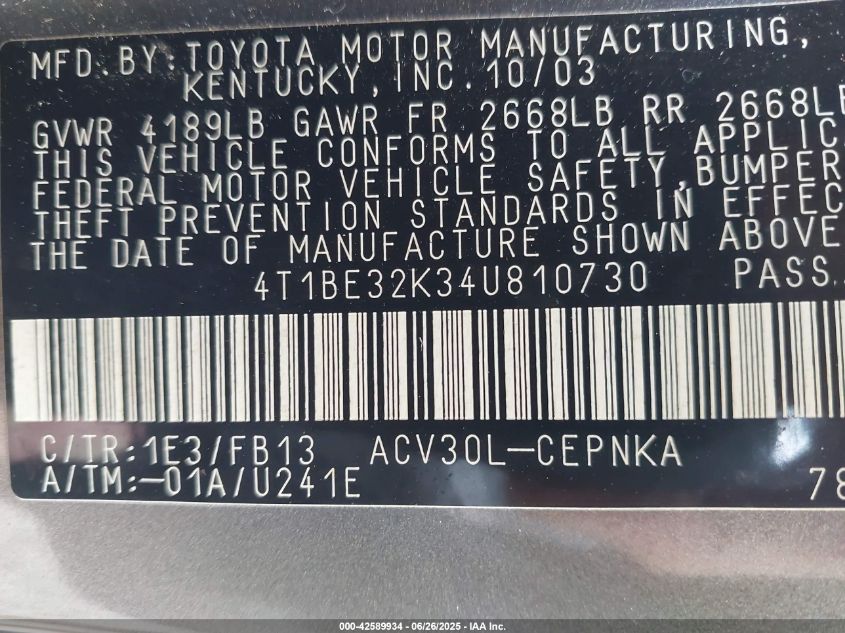 MFD. BY: TOYOTA MOTOR MANUFACTURING,
KENTUCKY, INC. 10/03
GVWR 4189LB GAWR FR 2668LB RR 2668LB
THIS VEHICLE CONFORMS TO ALL APPLIC
FEDERAL MOTOR VEHICLE SAFETY, BUMPER
THEFT PREVENTION STANDARDS IN EFFEC
THE DATE OF MANUFACTURE SHOWN ABOVE
4T1BE32K34U810730 PASS.
C/TR: 1E3/FB13 ACV30L-CEPNKA
A/TM:-01A/U241E 78
000-42589934 | 06/26/2025 - IAA Inc.